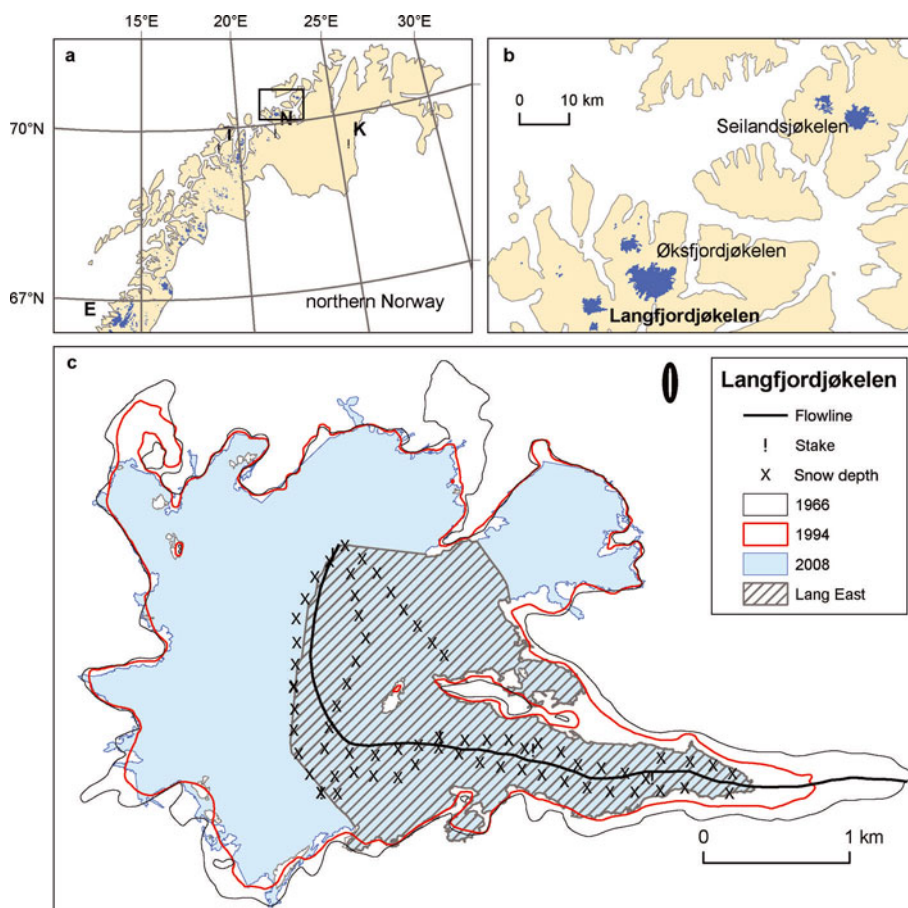 15°E 20°E 25°E 30°E
a
70°N
T N K
67°N
E
northern Norway
b
0 10 km
Seilandsjøkelen
Øksfjordjøkelen
Langfjordjøkelen
c
Langfjordjøkelen
Flowline
! Stake
X Snow depth
1966
1994
2008
Lang East
0 1 km